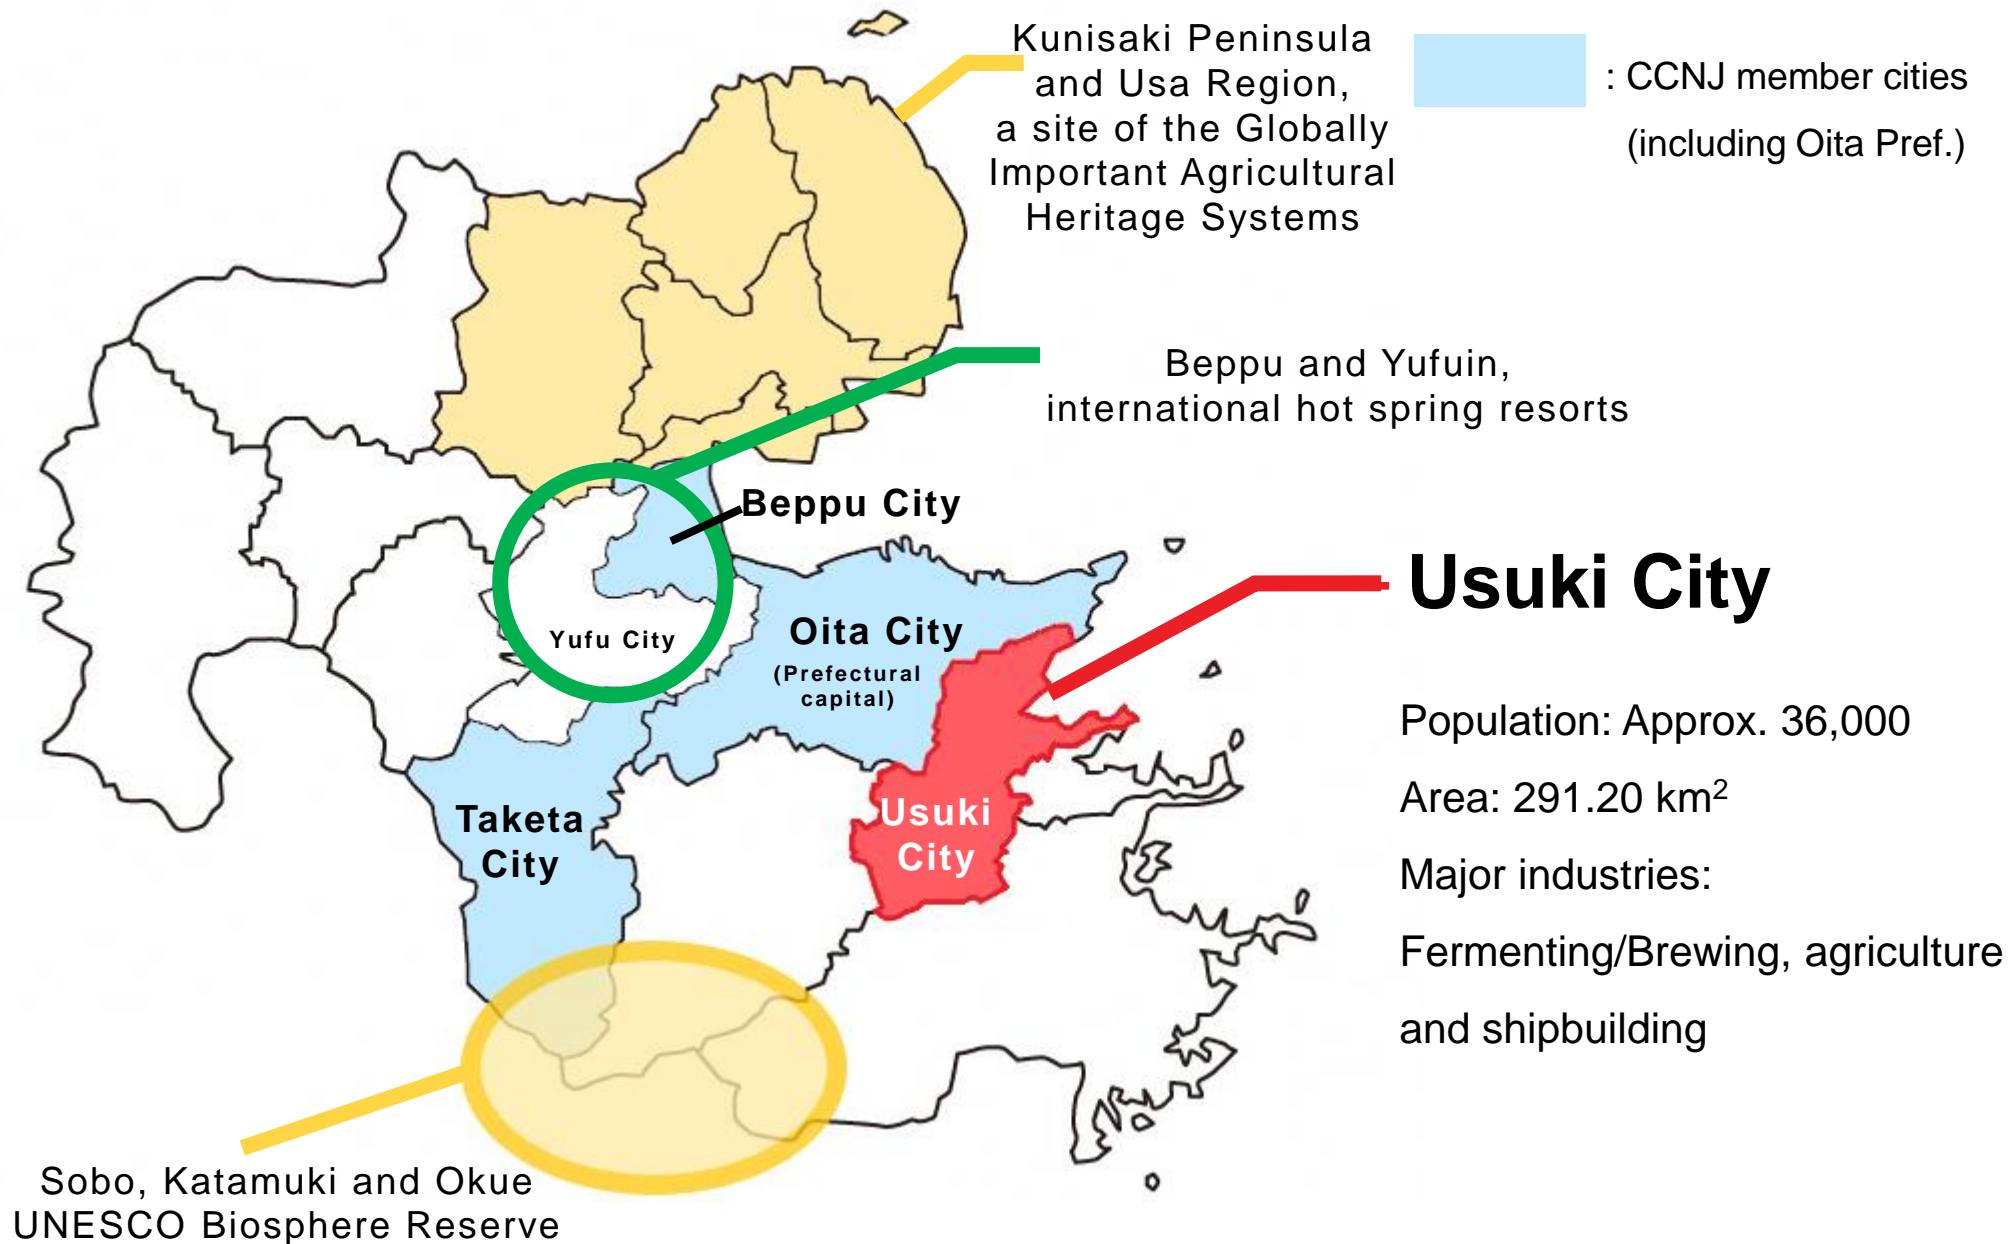 Kunisaki Peninsula
and Usa Region,
a site of the Globally
Important Agricultural
Heritage Systems
: CCNJ member cities
(including Oita Pref.)
Beppu and Yufuin,
international hot spring resorts
Beppu City
Usuki City
Yufu City
Oita City
(Prefectural
capital)
Population: Approx. 36,000
Area: 291.20 km²
Major industries:
Fermenting/Brewing, agriculture
and shipbuilding
Taketa
City
Usuki
City
Sobo, Katamuki and Okue
UNESCO Biosphere Reserve